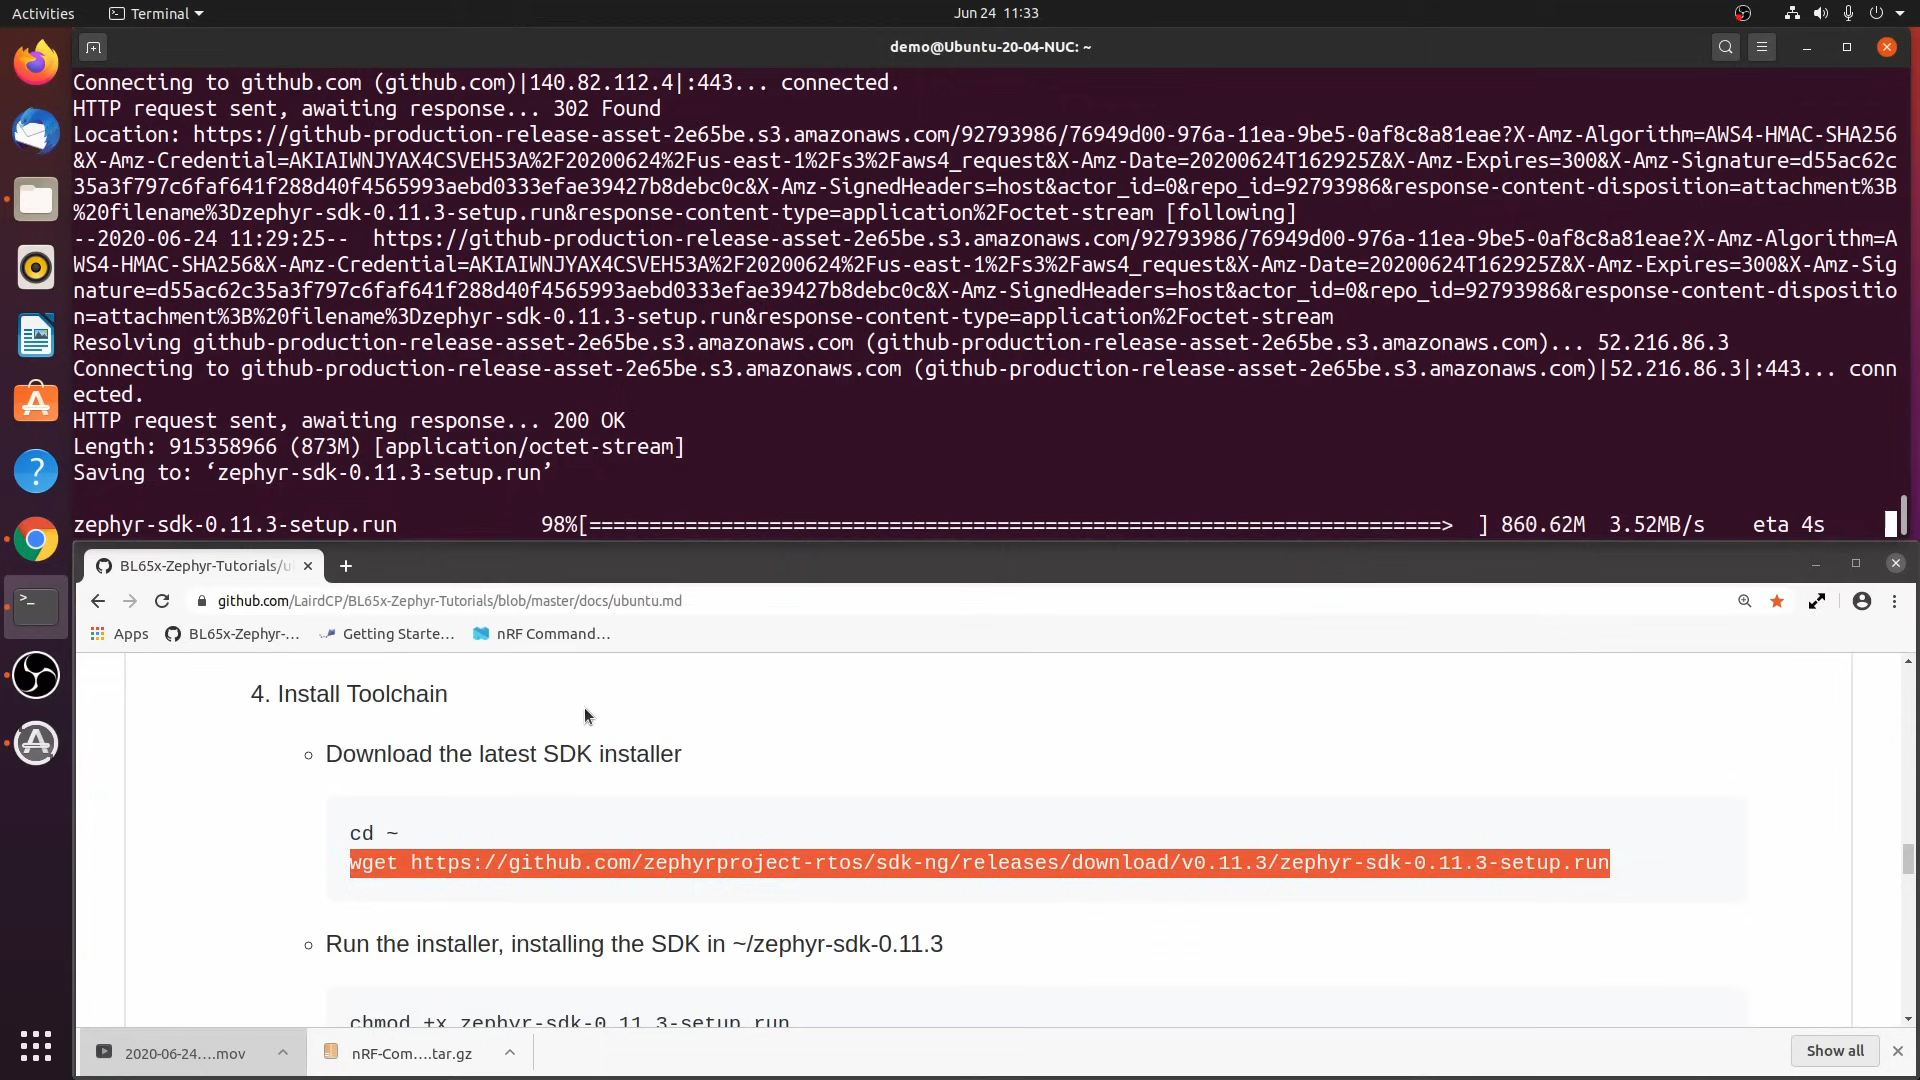 Activities
Terminal
Jun 24 11:33
demo@Ubuntu-20-04-NUC: ~
Connecting to github.com (github.com)|140.82.112.4|:443... connected.
HTTP request sent, awaiting response... 302 Found
Location: https://github-production-release-asset-2e65be.s3.amazonaws.com/92793986/76949d00-976a-11ea-9be5-0af8c8a81eae?X-Amz-Algorithm=AWS4-HMAC-SHA256
&X-Amz-Credential=AKIAIWNJYAX4CSVEH53A%2F20200624%2Fus-east-1%2Fs3%2Faws4_request&X-Amz-Date=20200624T162925Z&X-Amz-Expires=300&X-Amz-Signature=d55ac62c
35a3f797c6faf641f288d40f4565993aebd0333efae39427b8debc0c&X-Amz-SignedHeaders=host&actor_id=0&repo_id=92793986&response-content-disposition=attachment%3B
%20filename%3Dzephyr-sdk-0.11.3-setup.run&response-content-type=application%2Foctet-stream [following]
--2020-06-24 11:29:25--  https://github-production-release-asset-2e65be.s3.amazonaws.com/92793986/76949d00-976a-11ea-9be5-0af8c8a81eae?X-Amz-Algorithm=A
WS4-HMAC-SHA256&X-Amz-Credential=AKIAIWNJYAX4CSVEH53A%2F20200624%2Fus-east-1%2Fs3%2Faws4_request&X-Amz-Date=20200624T162925Z&X-Amz-Expires=300&X-Amz-Sig
nature=d55ac62c35a3f797c6faf641f288d40f4565993aebd0333efae39427b8debc0c&X-Amz-SignedHeaders=host&actor_id=0&repo_id=92793986&response-content-dispositio
n=attachment%3B%20filename%3Dzephyr-sdk-0.11.3-setup.run&response-content-type=application%2Foctet-stream
Resolving github-production-release-asset-2e65be.s3.amazonaws.com (github-production-release-asset-2e65be.s3.amazonaws.com)... 52.216.86.3
Connecting to github-production-release-asset-2e65be.s3.amazonaws.com (github-production-release-asset-2e65be.s3.amazonaws.com)|52.216.86.3|:443... conn
ected.
HTTP request sent, awaiting response... 200 OK
Length: 915358966 (873M) [application/octet-stream]
Saving to: ‘zephyr-sdk-0.11.3-setup.run’
zephyr-sdk-0.11.3-setup.run 98%[=======================================================================> ] 860.62M 3.52MB/s eta 4s
BL65x-Zephyr-Tutorials/u
github.com/LairdCP/BL65x-Zephyr-Tutorials/blob/master/docs/ubuntu.md
Apps
BL65x-Zephyr-...
Getting Starte...
nRF Command...
4. Install Toolchain
Download the latest SDK installer
cd ~
wget https://github.com/zephyrproject-rtos/sdk-ng/releases/download/v0.11.3/zephyr-sdk-0.11.3-setup.run
Run the installer, installing the SDK in ~/zephyr-sdk-0.11.3
chmod +x zephyr-sdk-0.11.3-setup.run
2020-06-24....mov
nRF-Com....tar.gz
Show all